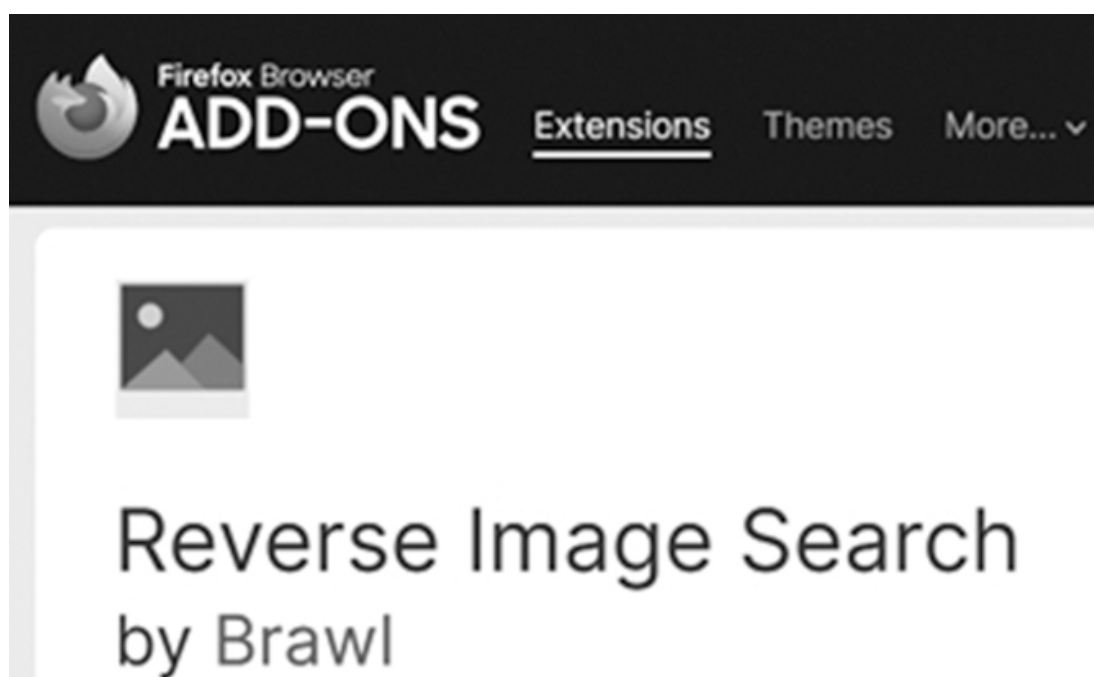 Firefox Browser
ADD-ONS
Extensions Themes More...
Reverse Image Search
by Brawl